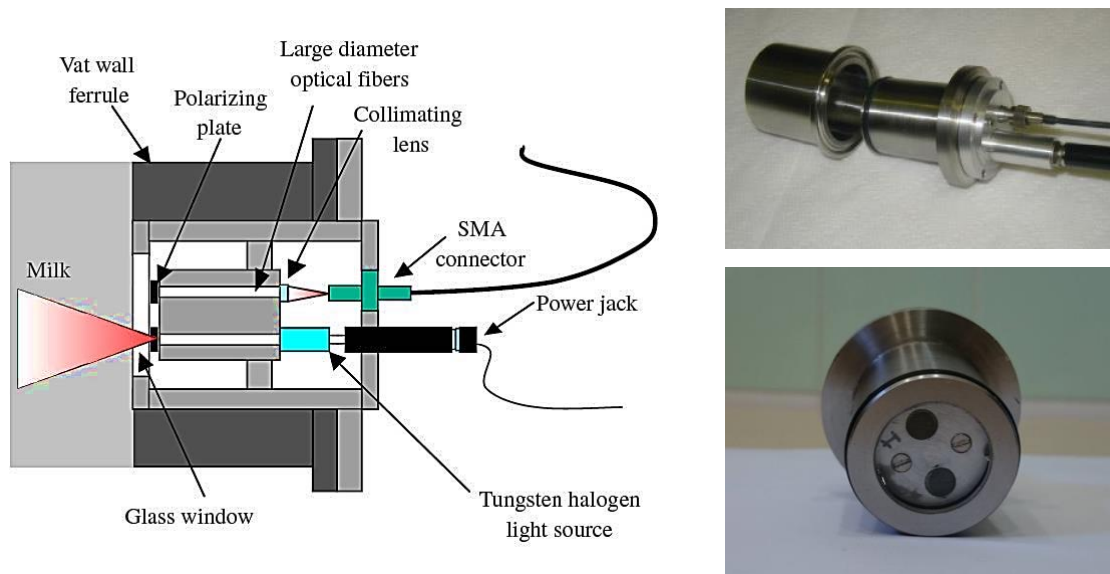 Large diameter
optical fibers
Vat wall
ferrule
Polarizing
plate
Collimating
lens
SMA
connector
Milk
Power jack
Glass window
Tungsten halogen
light source